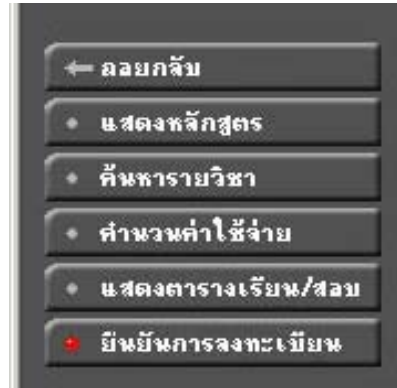 ถอยกลับ
แสดงหลักสูตร
ค้นหารายวิชา
คำนวนค่าใช้จ่าย
แสดงตารางเรียน/สอบ
ยืนยันการลงทะเบียน